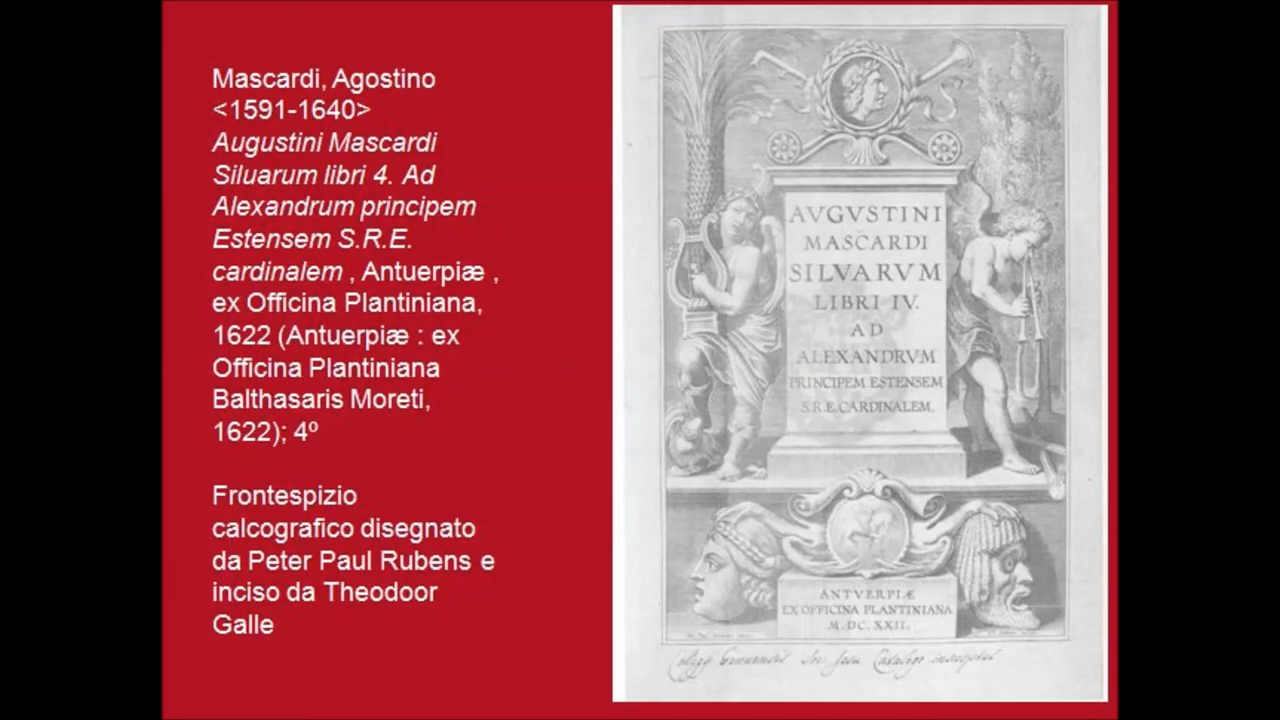 Mascardi, Agostino
<1591-1640>
Augustini Mascardi
Siluarum libri 4. Ad
Alexandrum principem
Estensem S.R.E.
cardinalem , Antuerpiæ ,
ex Officina Plantiniana,
1622 (Antuerpiæ : ex
Officina Plantiniana
Balthasaris Moreti,
1622); 4º
Frontespizio
calcografico disegnato
da Peter Paul Rubens e
inciso da Theodoor
Galle
AVGVSTINI
MASCARDI
SILVARVM
LIBRI IV.
AD
ALEXANDRVM
PRINCIPEM ESTENSEM
S.R.E. CARDINALEM.
ANTVERPIÆ
EX OFFICINA PLANTINIANA
M. DC. XXII.